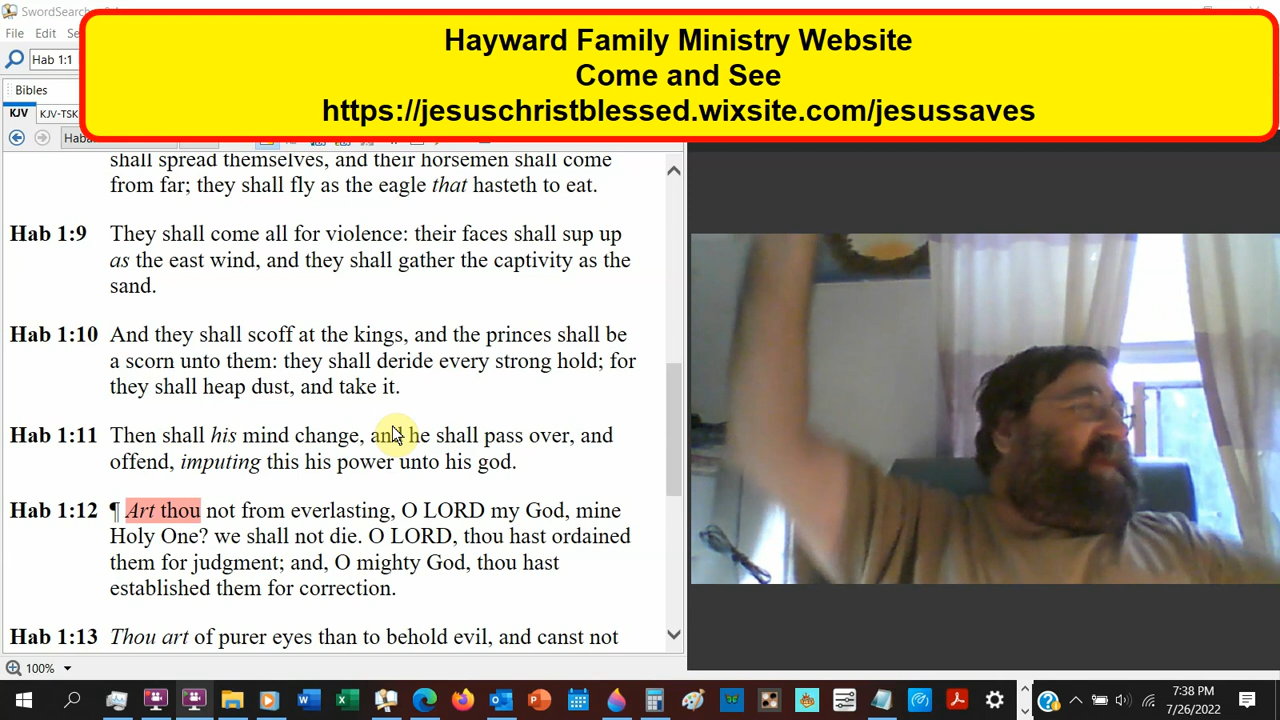 SwordSearcher
File Edit
Hayward Family Ministry Website
Come and See
https://jesuschristblessed.wixsite.com/jesussaves
Hab 1:1
Bibles
KJV KJV-TSK
shall spread themselves, and their horsemen shall come
from far; they shall fly as the eagle that hasteth to eat.
Hab 1:9 They shall come all for violence: their faces shall sup up
as the east wind, and they shall gather the captivity as the
sand.
Hab 1:10 And they shall scoff at the kings, and the princes shall be
a scorn unto them: they shall deride every strong hold; for
they shall heap dust, and take it.
Hab 1:11 Then shall his mind change, and he shall pass over, and
offend, imputing this his power unto his god.
Hab 1:12 ¶ Art thou not from everlasting, O LORD my God, mine
Holy One? we shall not die. O LORD, thou hast ordained
them for judgment; and, O mighty God, thou hast
established them for correction.
Hab 1:13 Thou art of purer eyes than to behold evil, and canst not
100%
7:38 PM
7/26/2022